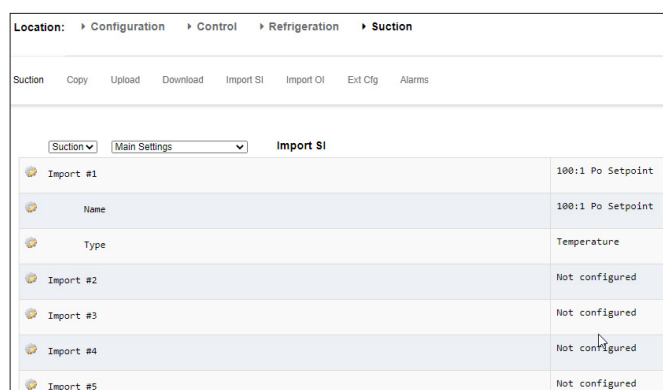 Location: Configuration Control Refrigeration Suction
Suction Copy Upload Download Import SI Import OI Ext Cfg Alarms
Suction Main Settings Import SI
Import #1 100:1 Po Setpoint
Name 100:1 Po Setpoint
Type Temperature
Import #2 Not configured
Import #3 Not configured
Import #4 Not configured
Import #5 Not configured